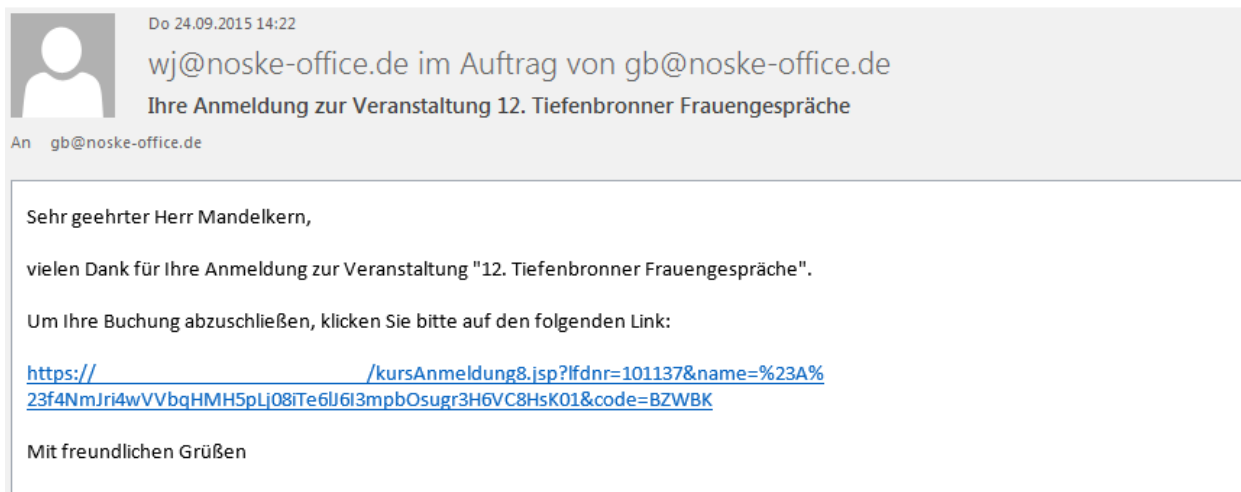 Do 24.09.2015 14:22
wj@noske-office.de im Auftrag von gb@noske-office.de
Ihre Anmeldung zur Veranstaltung 12. Tiefenbronner Frauengespräche
An gb@noske-office.de
Sehr geehrter Herr Mandelkern,
vielen Dank für Ihre Anmeldung zur Veranstaltung "12. Tiefenbronner Frauengespräche".
Um Ihre Buchung abzuschließen, klicken Sie bitte auf den folgenden Link:
https:// /kursAnmeldung8.jsp?lfdnr=101137&name=%23A%
23f4NmJri4wVVbqHMH5pLj08iTe6lJ6I3mpbOsugr3H6VC8HsK01&code=BZWBK
Mit freundlichen Grüßen